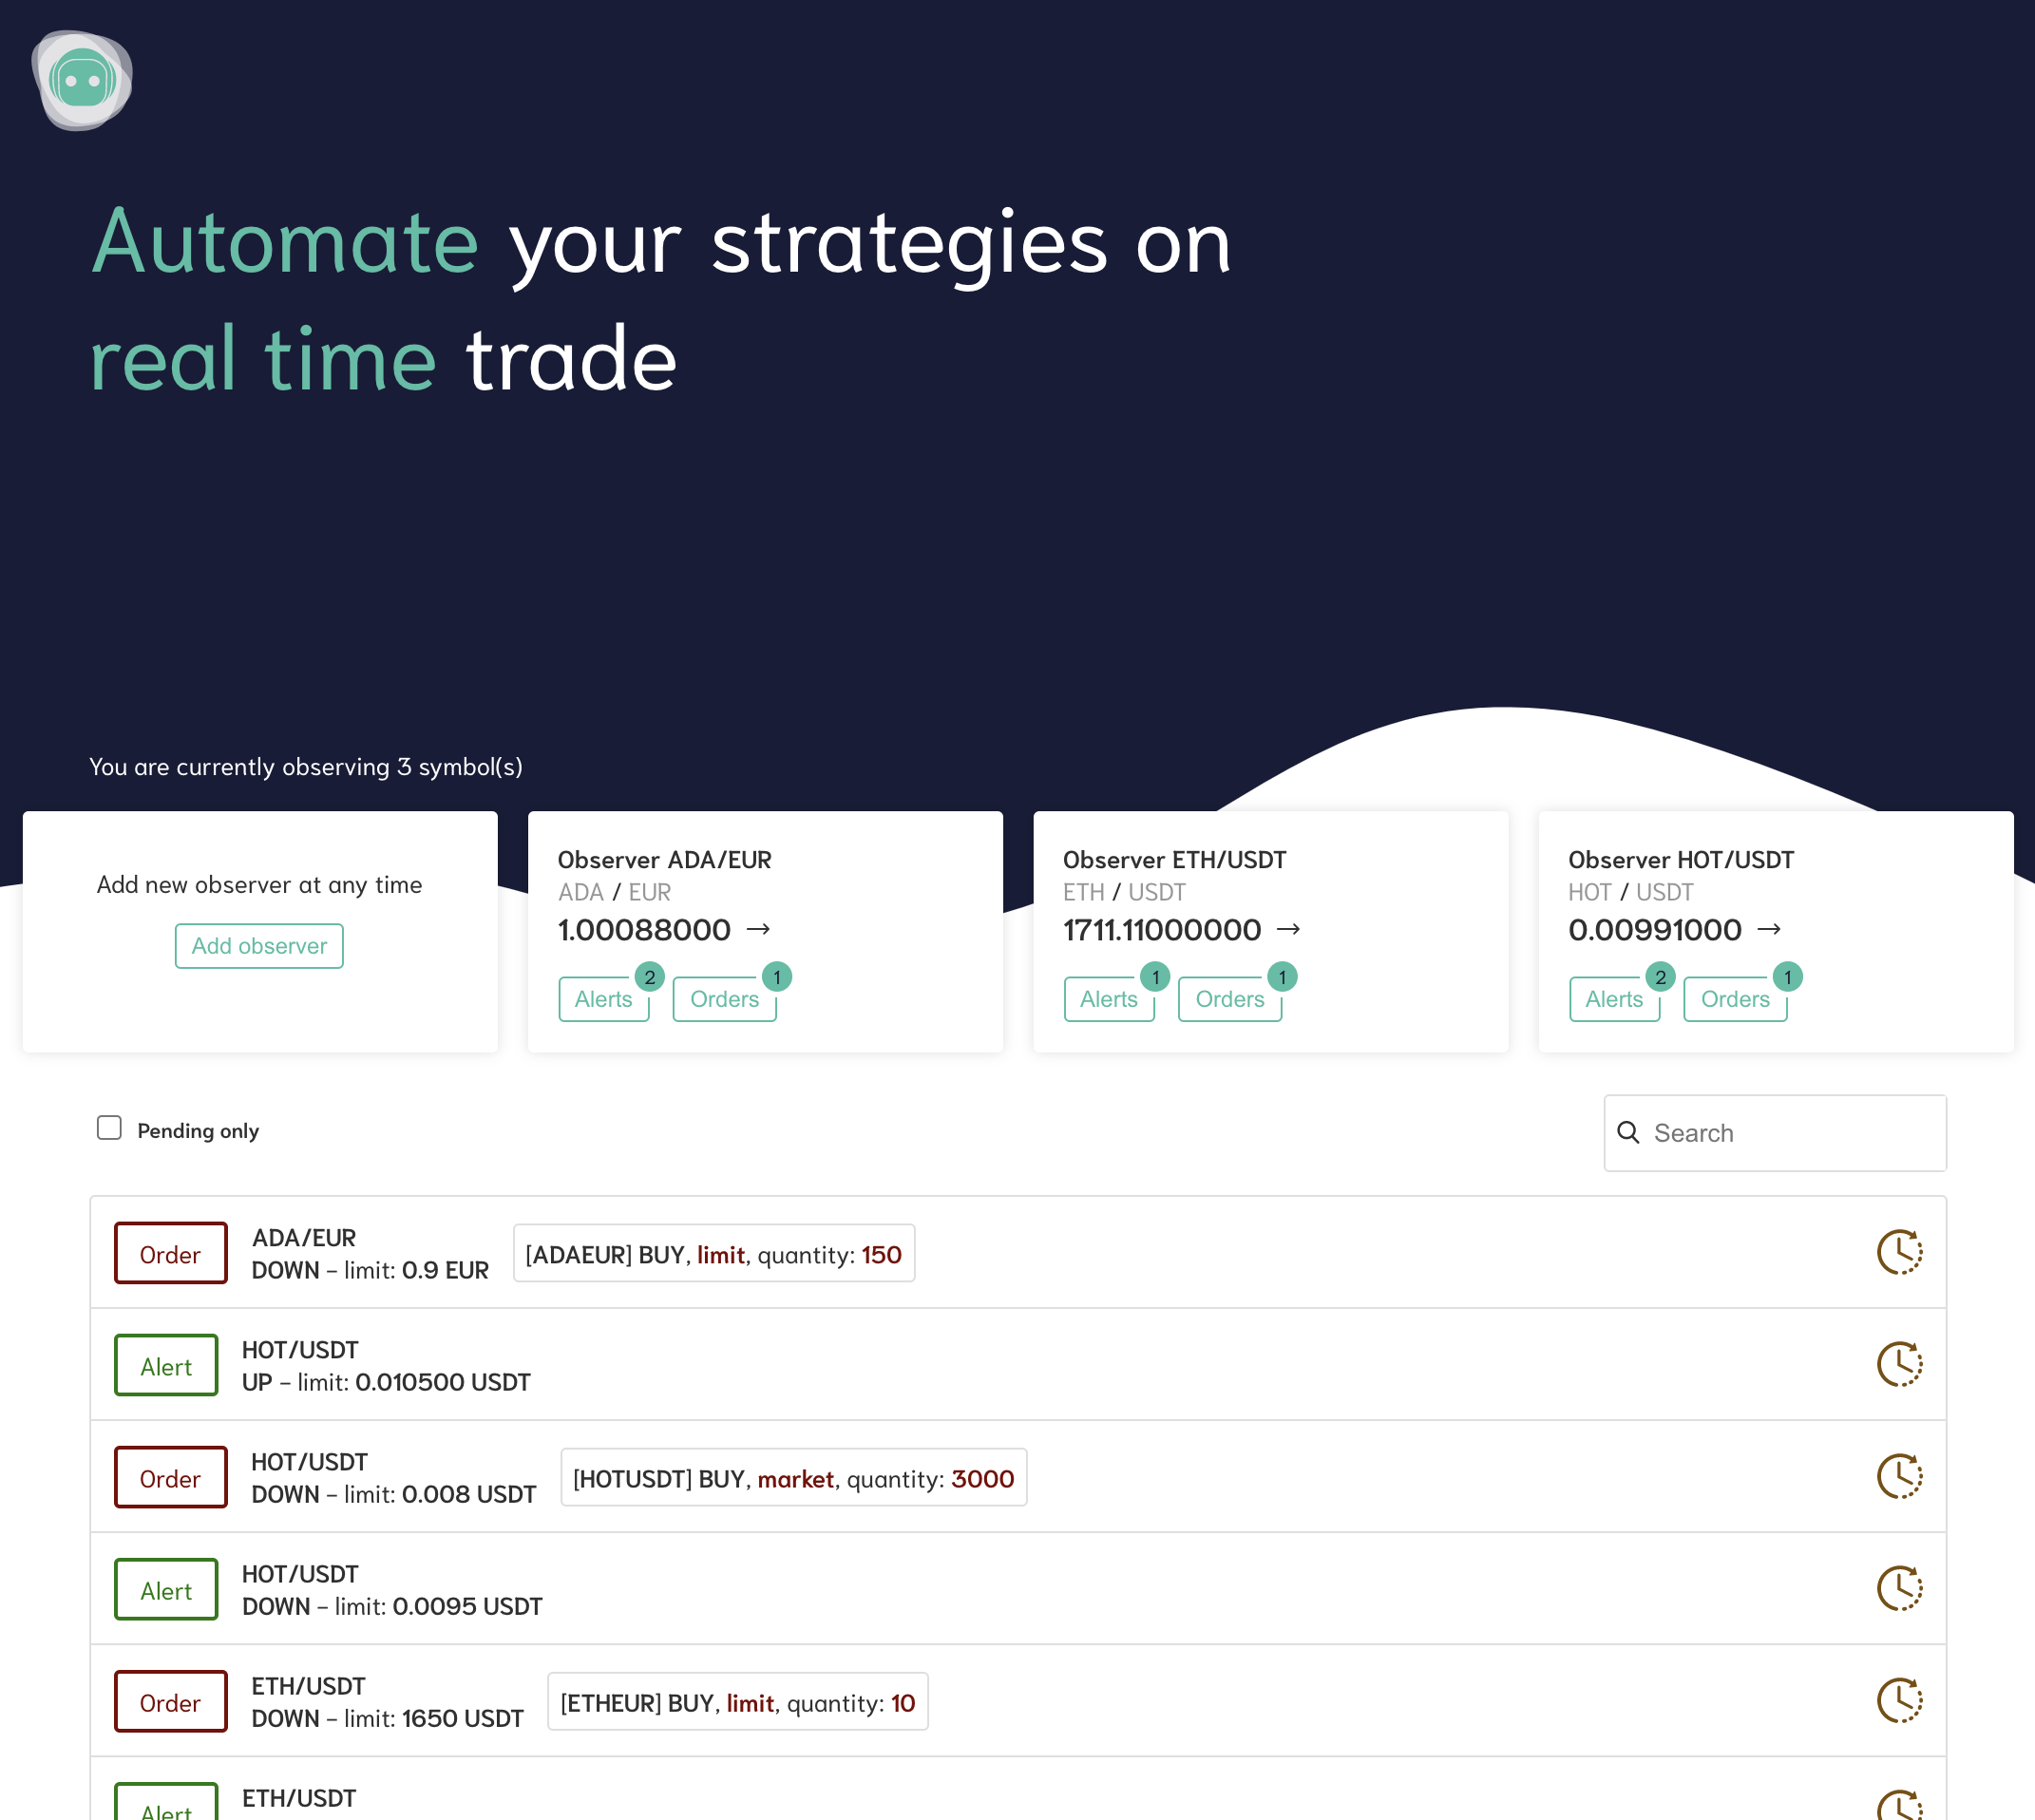 Automate your strategies on
real time trade
You are currently observing 3 symbol(s)
Add new observer at any time
Add observer
Observer ADA/EUR
ADA / EUR
1.00088000 →
Alerts 2 Orders 1
Observer ETH/USDT
ETH / USDT
1711.11000000 →
Alerts 1 Orders 1
Observer HOT/USDT
HOT / USDT
0.00991000 →
Alerts 2 Orders 1
Pending only
Search
Order
ADA/EUR
DOWN – limit: 0.9 EUR
[ADAEUR] BUY, limit, quantity: 150
Alert
HOT/USDT
UP – limit: 0.010500 USDT
Order
HOT/USDT
DOWN – limit: 0.008 USDT
[HOTUSDT] BUY, market, quantity: 3000
Alert
HOT/USDT
DOWN – limit: 0.0095 USDT
Order
ETH/USDT
DOWN – limit: 1650 USDT
[ETHEUR] BUY, limit, quantity: 10
Alert
ETH/USDT